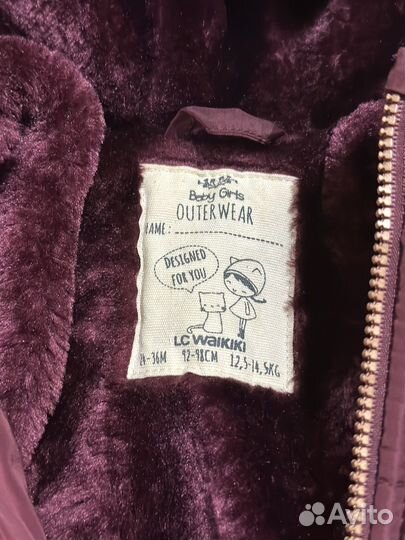 Baby Girls
OUTERWEAR
NAME:
DESIGNED
FOR YOU
LC WAIKIKI
24-36M 92-98CM 12,5-14,5KG
Avito